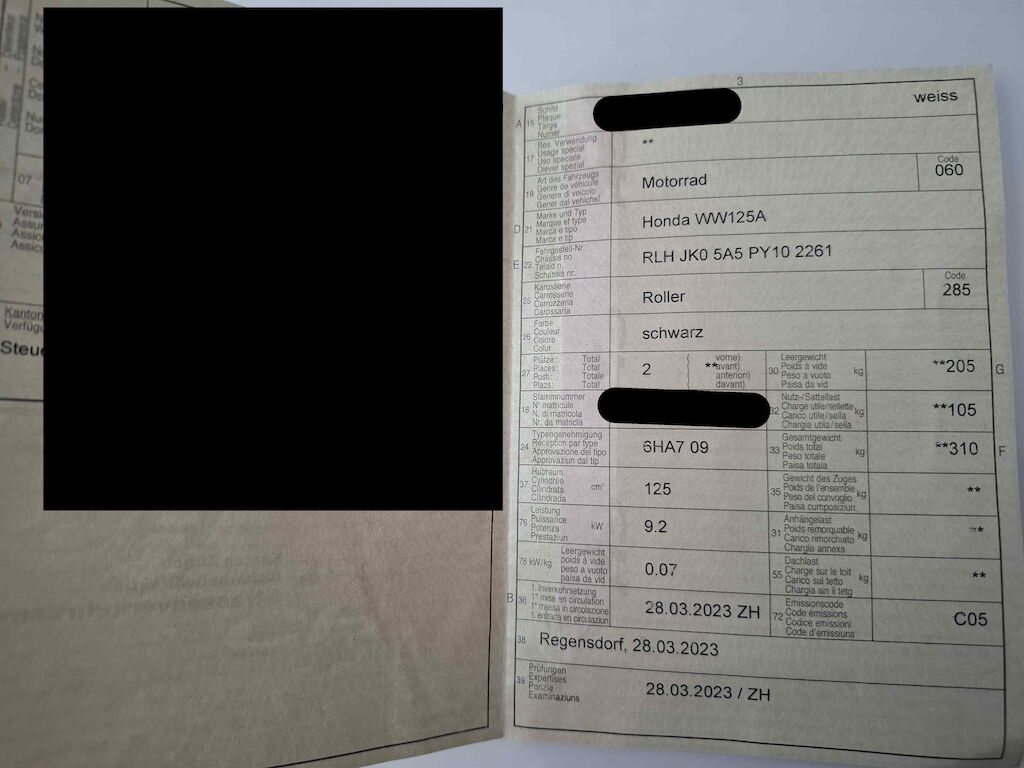 07
Kanton
Verfügu
Steue
3
A 15 Schild
Plaque
Targa
Numer
weiss
17 Bes. Verwendung
Usage spécial
Uso speciale
Diever spezial
**
19 Art des Fahrzeugs
Genre de véhicule
Genere di veicolo
Gener dal vehichel
Motorrad
Code
060
D 21 Marke und Typ
Marque et type
Marca e tipo
Marca e tip
Honda WW125A
E 23 Fahrgestell-Nr.
Châssis no
Telaio n.
Schassis nr.
RLH JK0 5A5 PY10 2261
25 Karosserie
Carrosserie
Carrozzeria
Carossaria
Roller
Code
285
26 Farbe
Couleur
Colore
Colur
schwarz
27 Plätze: Total
Places: Total
Posti: Totale
Plazs: Total
2
( vorne)
( **avant)
( anteriori)
( davant)
30 Leergewicht
Poids à vide
Peso a vuoto
Paisa da vid
kg
**205 G
18 Stammnummer
N° matricule
N. di matricola
Nr. da matricla
32 Nutz-/Sattellast
Charge utile/sellette
Carico utile/sella
Chargia utila/sella
kg
**105
24 Typengenehmigung
Réception par type
Approvazione del tipo
Approvaziun dal tip
6HA7 09
33 Gesamtgewicht
Poids total
Peso totale
Paisa totala
kg
**310 F
37 Hubraum
Cylindrée
Cilindrata
Cilindrada
cm³
125
35 Gewicht des Zuges
Poids de l'ensemble
Peso del convoglio
Paisa cumposiziun
kg
**
76 Leistung
Puissance
Potenza
Prestaziun
kW
9.2
31 Anhängelast
Poids remorquable
Carico rimorchiato
Chargia annexa
kg
**
78 kW/kg Leergewicht
poids à vide
peso a vuoto
paisa da vid
0.07
55 Dachlast
Charge sur le toit
Carico sul tetto
Chargia sin il tetg
kg
**
B 36 1. Inverkehrsetzung
1re mise en circulation
1a messa in circolazione
1. entrada en circulaziun
28.03.2023 ZH
72 Emissionscode
Code émissions
Codice emissioni
Code d'emissiuns
C05
38 Regensdorf, 28.03.2023
39 Prüfungen
Expertises
Perizie
Examinaziuns
28.03.2023 / ZH